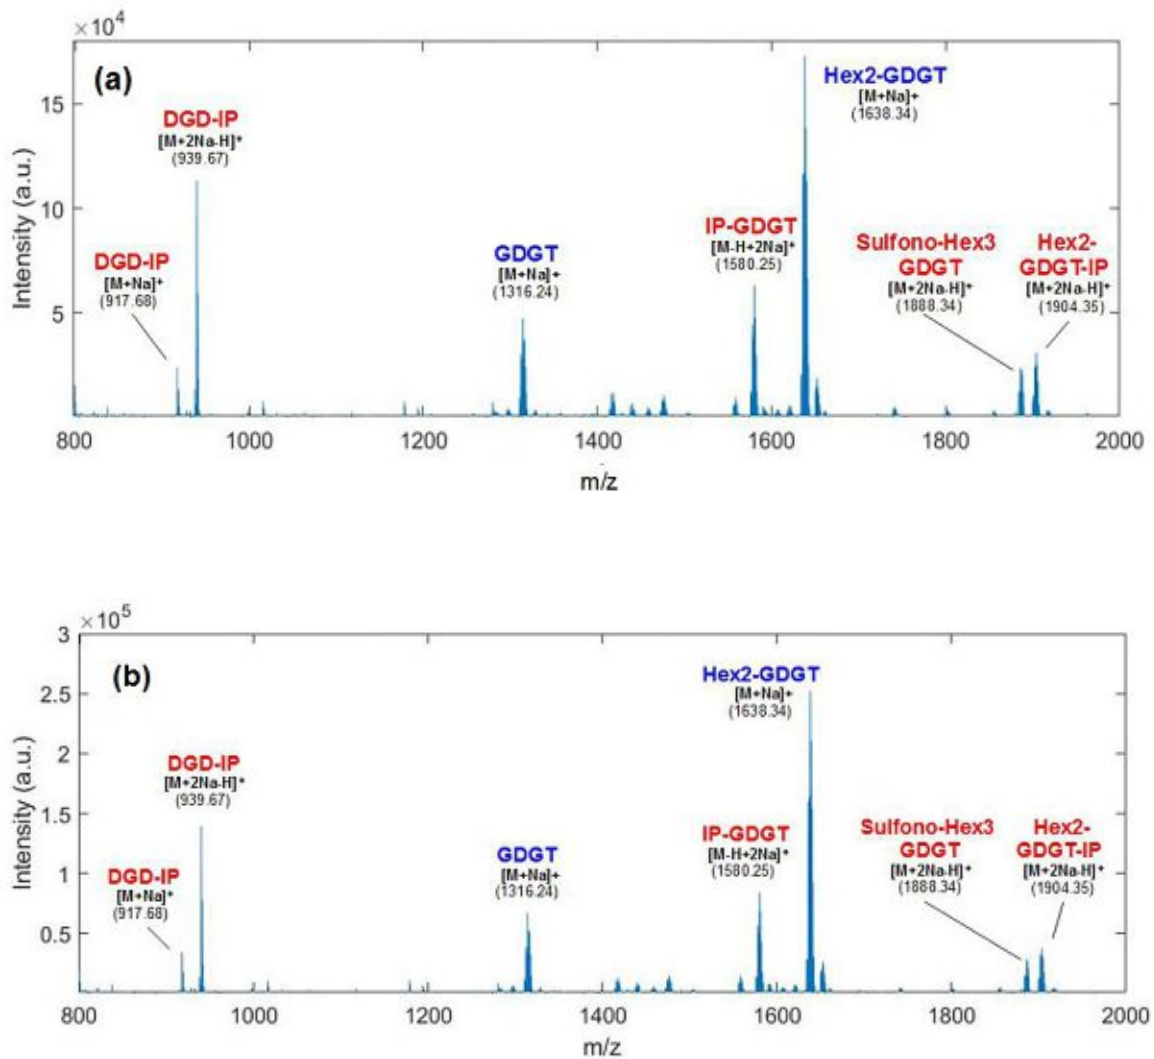 ×10⁴
(a)
Intensity (a.u.)
15
10
5
DGD-IP
[M+Na]⁺
(917.68)
DGD-IP
[M+2Na-H]⁺
(939.67)
GDGT
[M+Na]+
(1316.24)
IP-GDGT
[M-H+2Na]⁺
(1580.25)
Hex2-GDGT
[M+Na]+
(1638.34)
Sulfono-Hex3
GDGT
[M+2Na-H]⁺
(1888.34)
Hex2-
GDGT-IP
[M+2Na-H]⁺
(1904.35)
800 1000 1200 1400 1600 1800 2000
m/z
×10⁵
(b)
Intensity (a.u.)
3
2.5
2
1.5
1
0.5
DGD-IP
[M+Na]⁺
(917.68)
DGD-IP
[M+2Na-H]⁺
(939.67)
GDGT
[M+Na]+
(1316.24)
IP-GDGT
[M-H+2Na]⁺
(1580.25)
Hex2-GDGT
[M+Na]+
(1638.34)
Sulfono-Hex3
GDGT
[M+2Na-H]⁺
(1888.34)
Hex2-
GDGT-IP
[M+2Na-H]⁺
(1904.35)
800 1000 1200 1400 1600 1800 2000
m/z